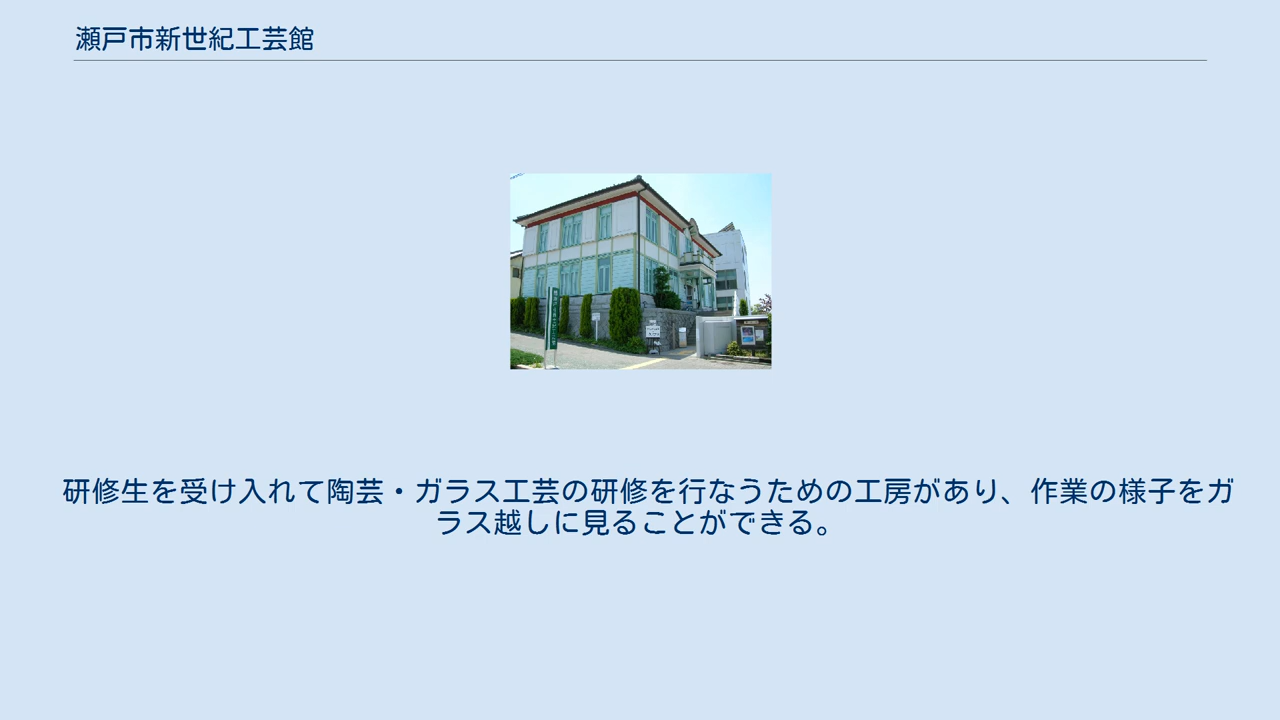 瀬戸市新世紀工芸館
研修生を受け入れて陶芸・ガラス工芸の研修を行なうための工房があり、作業の様子をガ
ラス越しに見ることができる。